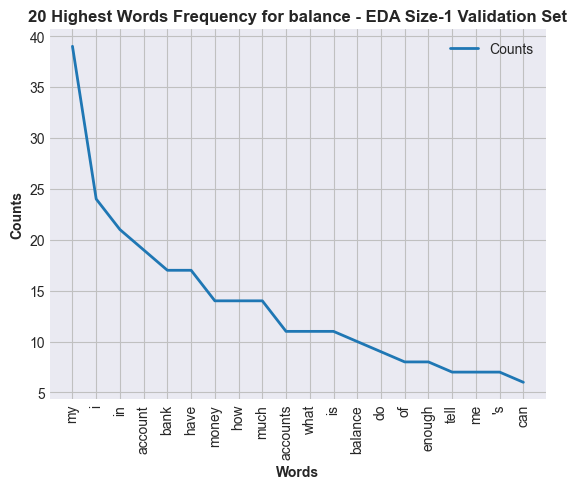 20 Highest Words Frequency for balance - EDA Size-1 Validation Set
Counts
40
35
30
25
20
15
10
5
Counts
my
i
in
account
bank
have
money
how
much
accounts
what
is
balance
do
of
enough
tell
me
's
can
Words